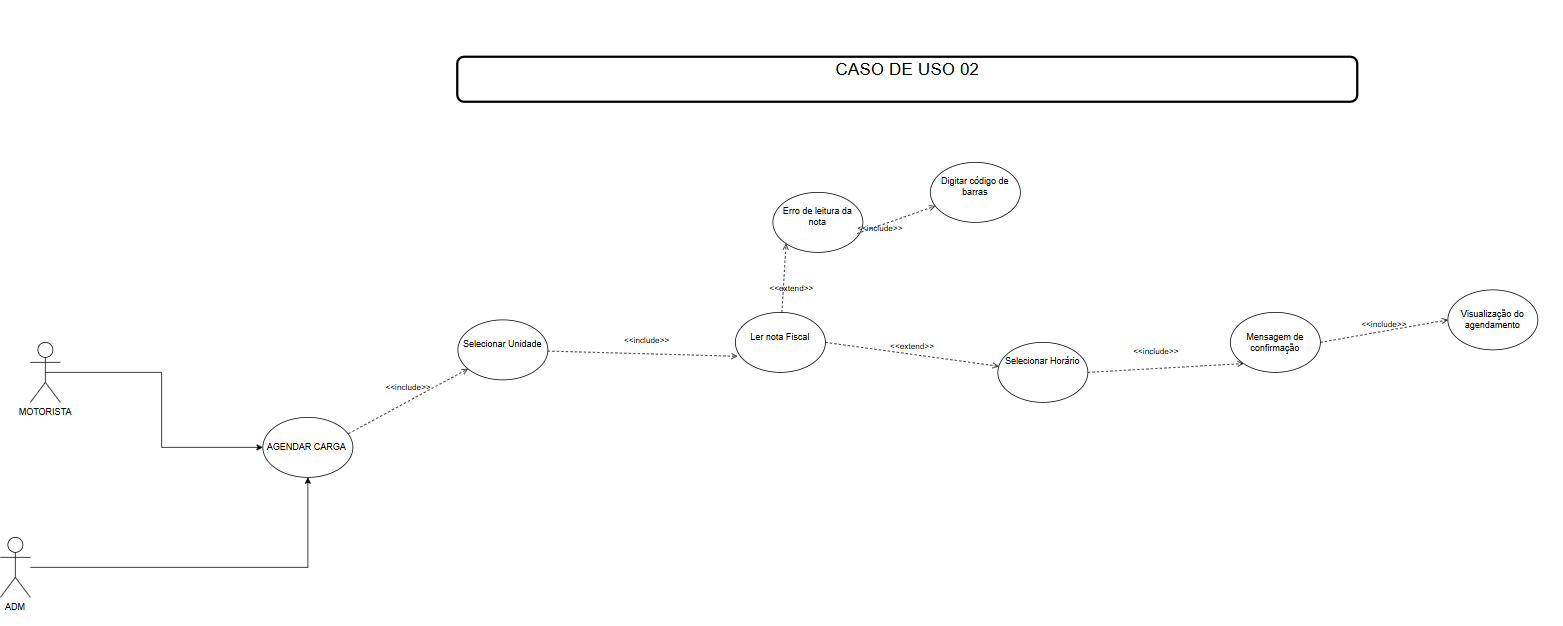 CASO DE USO 02
Digitar código de
barras
Erro de leitura da
nota
<<include>>
<<extend>>
Visualização do
agendamento
<<include>>
Selecionar Unidade
<<include>>
Ler nota Fiscal
<<extend>>
Selecionar Horário
<<include>>
Mensagem de
confirmação
<<include>>
MOTORISTA
AGENDAR CARGA
ADM